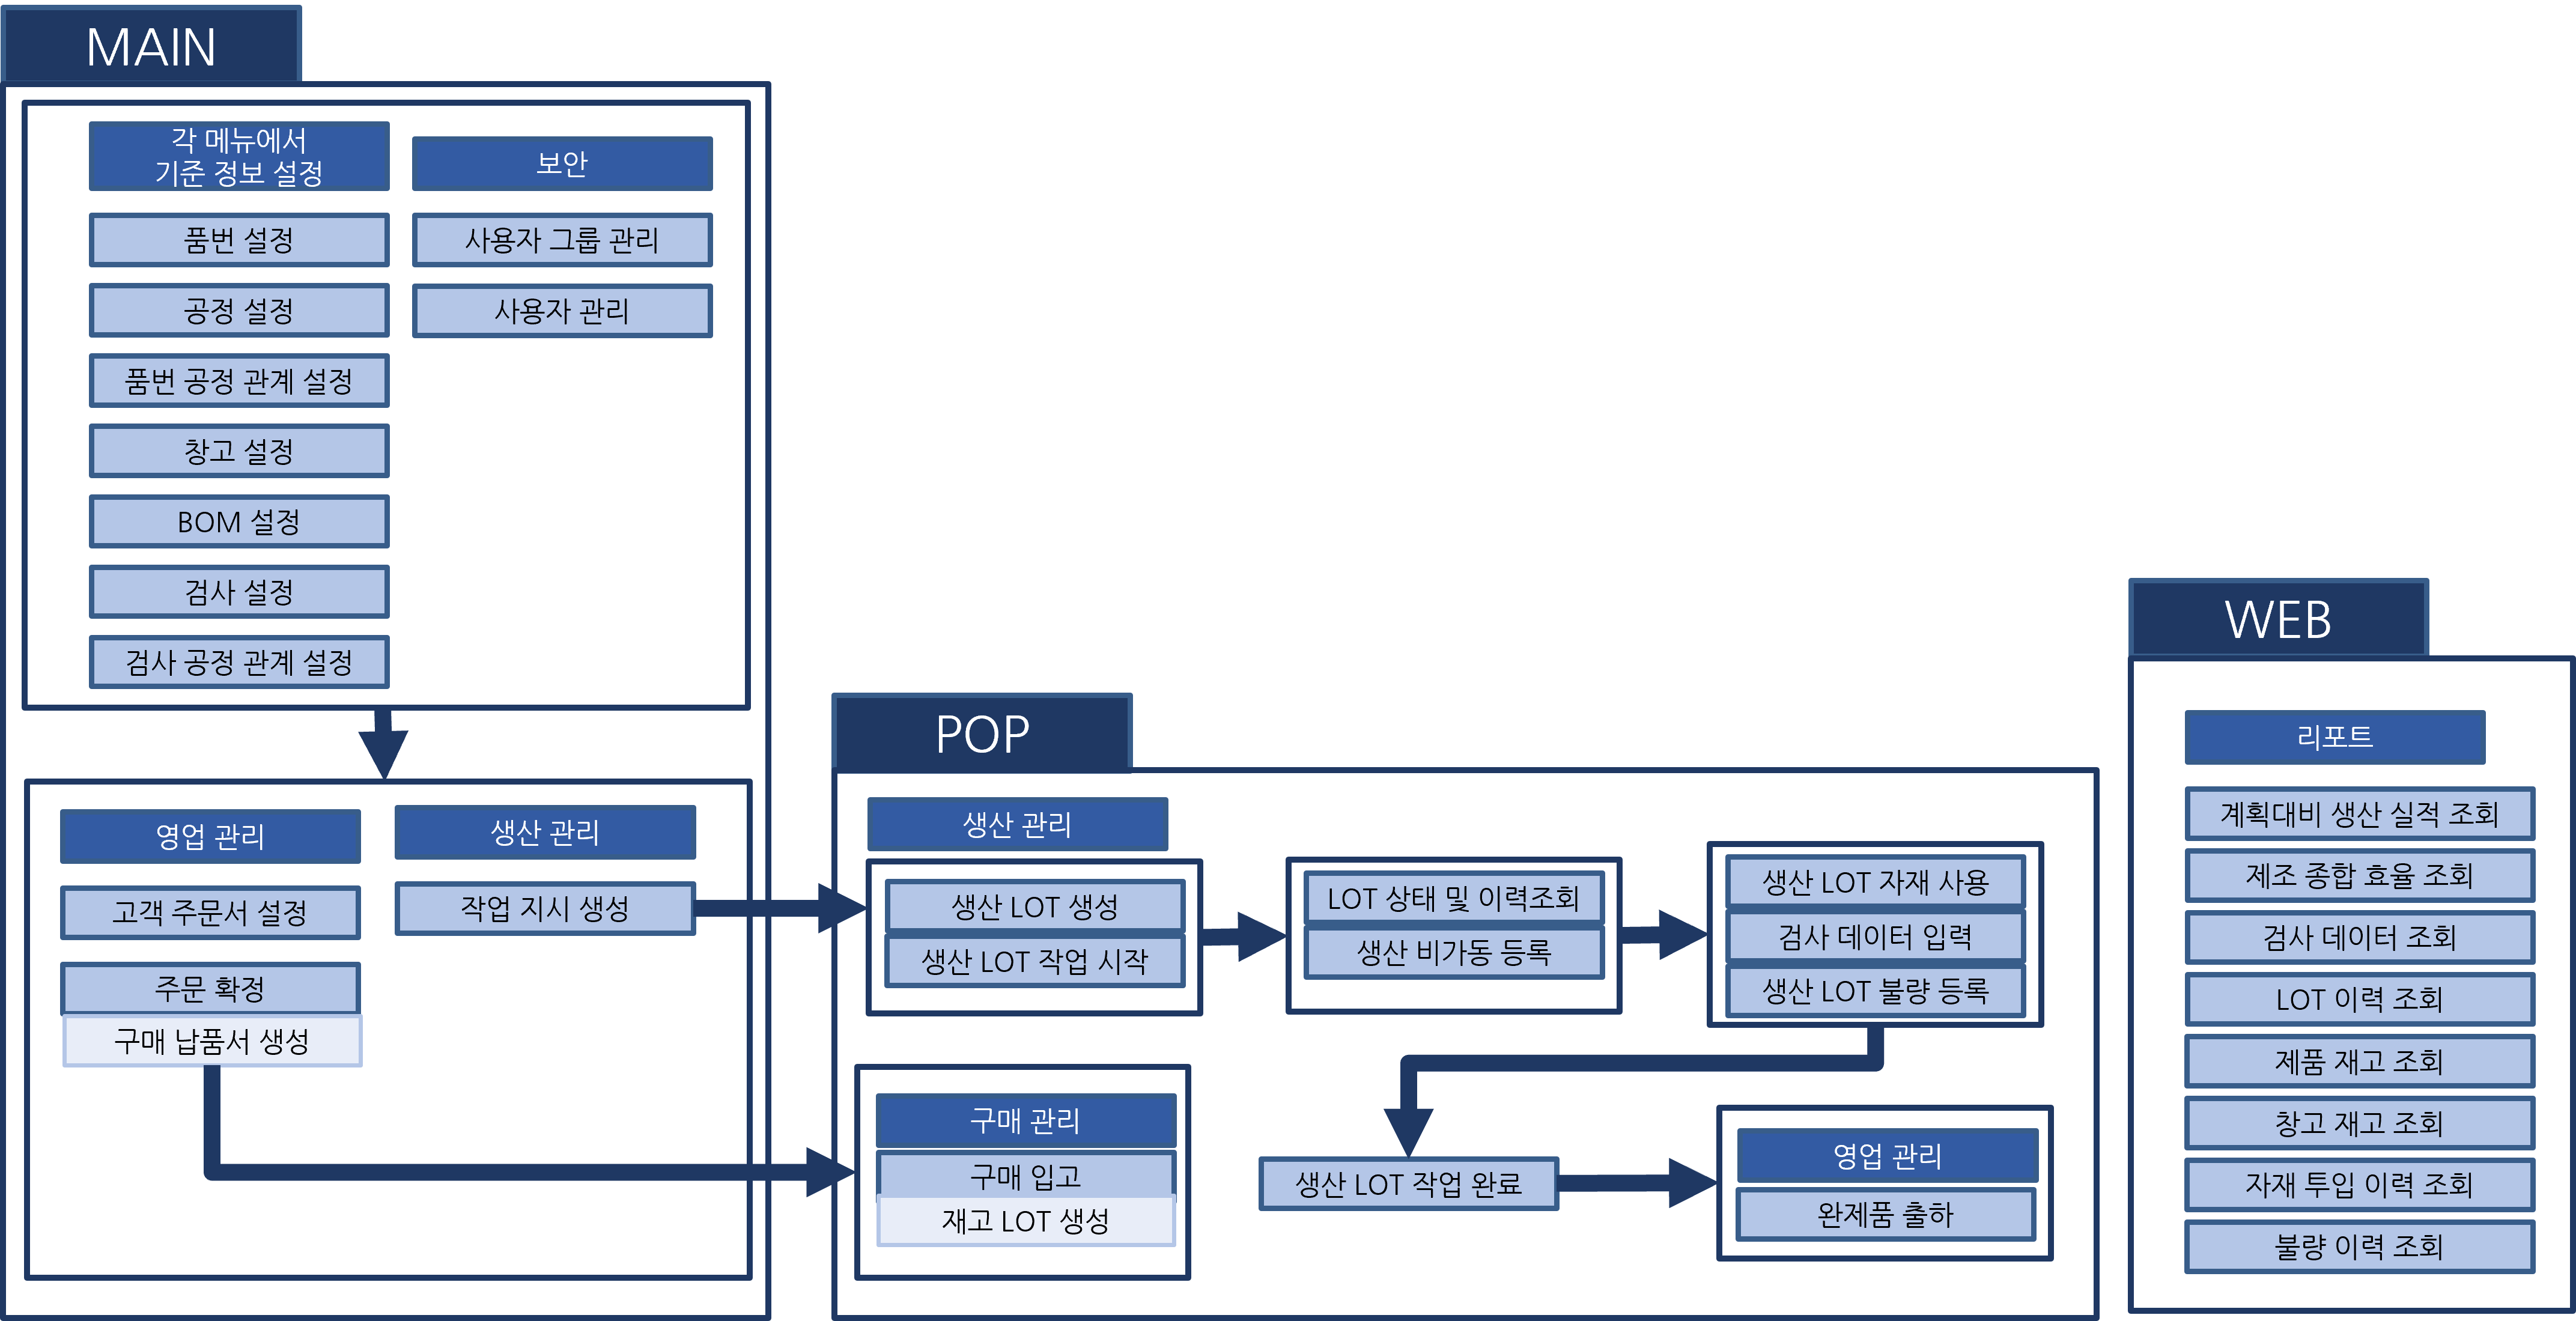 MAIN
각 메뉴에서
기준 정보 설정
품번 설정
공정 설정
품번 공정 관계 설정
창고 설정
BOM 설정
검사 설정
검사 공정 관계 설정
보안
사용자 그룹 관리
사용자 관리
영업 관리
고객 주문서 설정
주문 확정
구매 납품서 생성
생산 관리
작업 지시 생성
POP
생산 관리
생산 LOT 생성
생산 LOT 작업 시작
LOT 상태 및 이력조회
생산 비가동 등록
생산 LOT 자재 사용
검사 데이터 입력
생산 LOT 불량 등록
구매 관리
구매 입고
재고 LOT 생성
생산 LOT 작업 완료
영업 관리
완제품 출하
WEB
리포트
계획대비 생산 실적 조회
제조 종합 효율 조회
검사 데이터 조회
LOT 이력 조회
제품 재고 조회
창고 재고 조회
자재 투입 이력 조회
불량 이력 조회